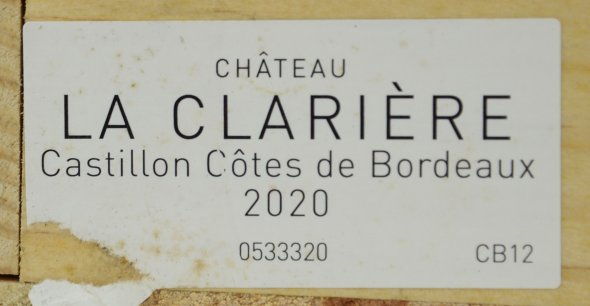 CHÂTEAU
LA CLARIÈRE
Castillon Côtes de Bordeaux
2020
0533320 CB12